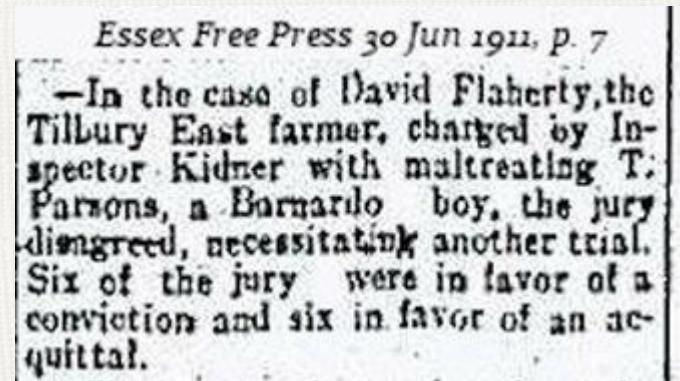 Essex Free Press 30 Jun 1911, p. 7
—In the case of David Flaherty, the
Tilbury East farmer, charged by In-
spector Kidner with maltreating T.
Parsons, a Barnardo boy, the jury
disagreed, necessitating another trial.
Six of the jury were in favor of a
conviction and six in favor of an ac-
quittal.